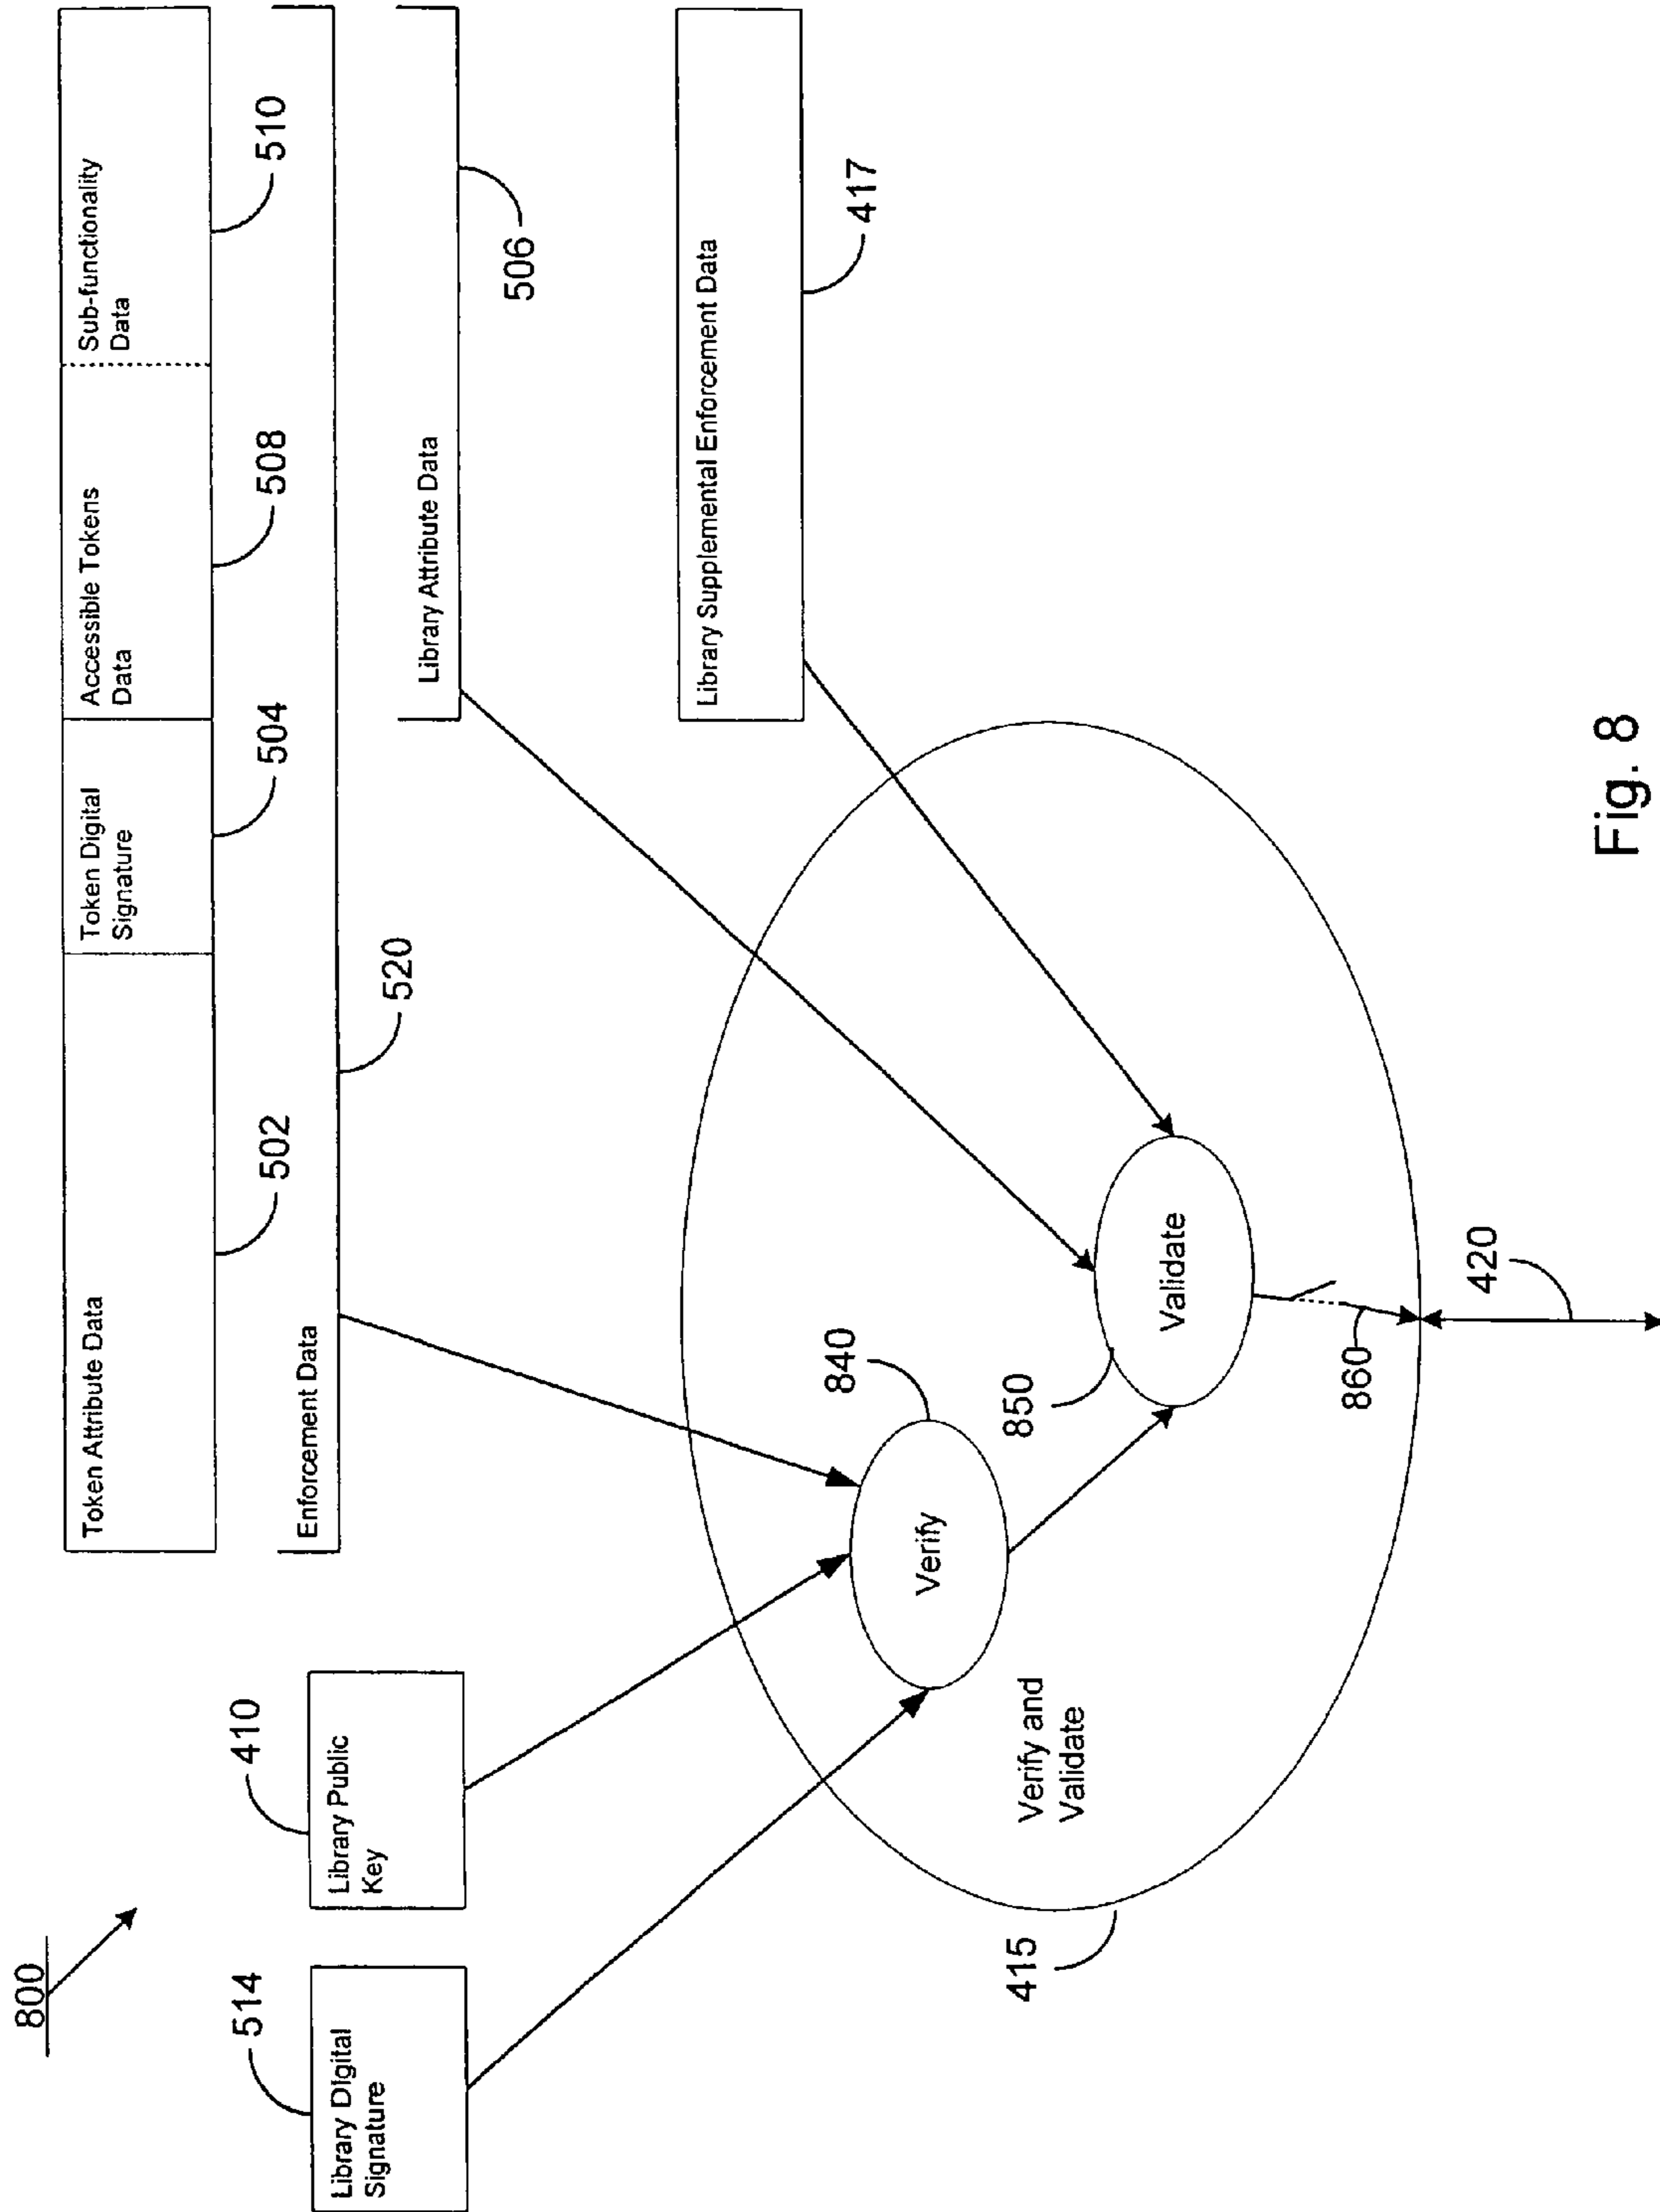 800
514
Library DIgital
Signature
410
Library Public
Key
Token Attribute Data
Token Digital
Signature
Accessible Tokens
Data
Sub-functionality
Data
502
504
508
510
Enforcement Data
520
Library Attribute Data
506
Library Supplemental Enforcement Data
417
840
Verify
850
Validate
Verify and
Validate
860
415
420
Fig. 8